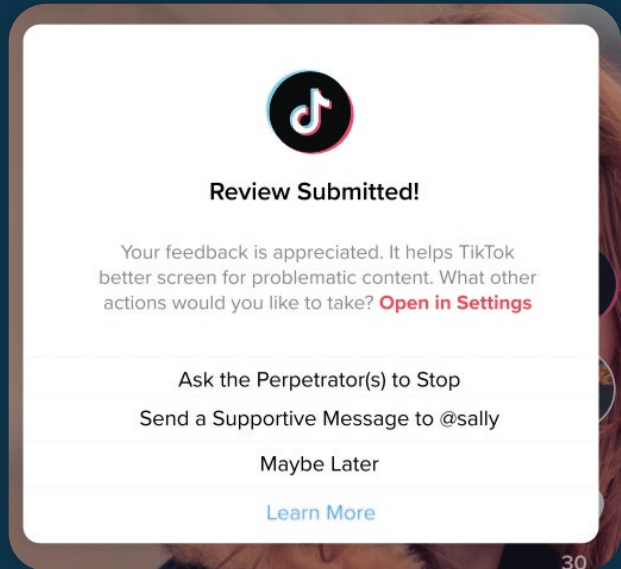 Review Submitted!
Your feedback is appreciated. It helps TikTok
better screen for problematic content. What other
actions would you like to take? Open in Settings
Ask the Perpetrator(s) to Stop
Send a Supportive Message to @sally
Maybe Later
Learn More
30